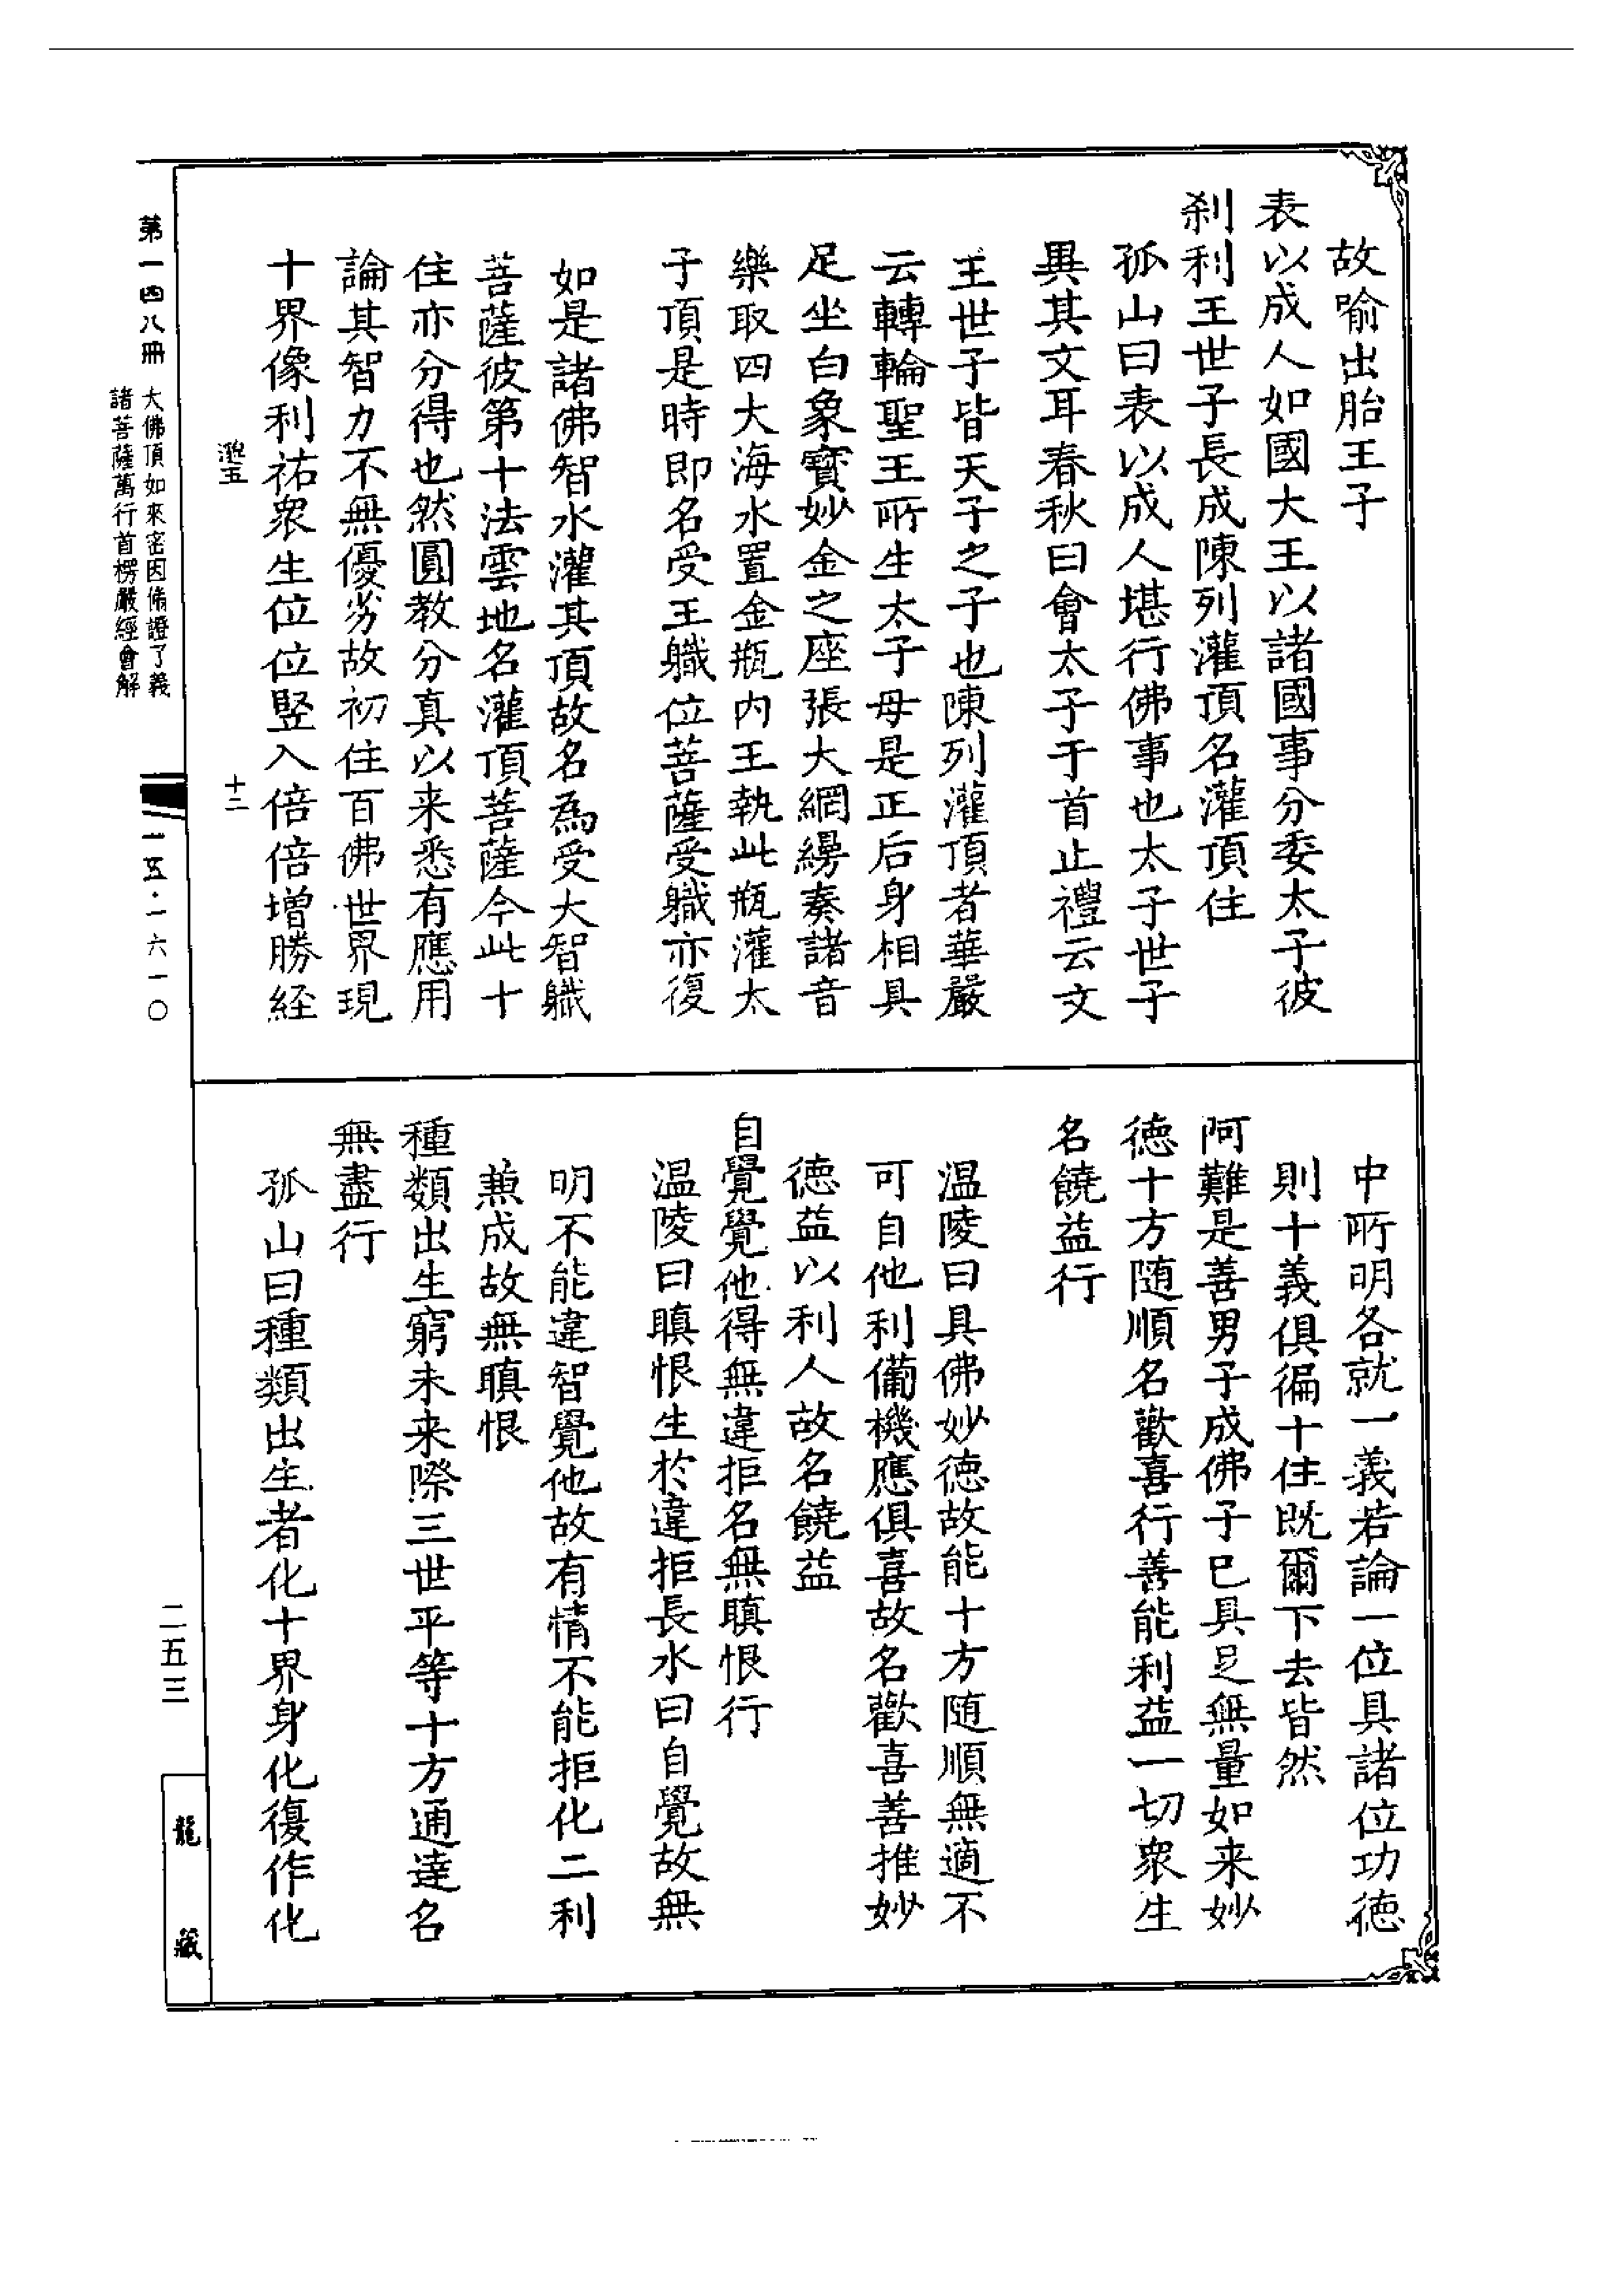 故喻出胎王子
表以成人如國大王以諸國事分委太子彼
刹利王世子長成陳列灌頂名灌頂住
孤山曰表以成人堪行佛事也太子世子
異其文耳春秋曰會太子于首止禮云文
王世子皆天子之子也陳列灌頂者華嚴
云轉輪聖王所生太子母是正后身相具
足坐白象寳妙金之座張大網縵奏諸音
樂取四大海水置金瓶内王執此瓶灌太
子頂是時即名受王職位菩薩受職亦復
如是諸佛智水灌其頂故名為受大智職
菩薩彼第十法雲地名灌頂菩薩今此十
住亦分得也然圓教分真以来悉有應用
論其智力不無優劣故初住百佛世界現
十界像利祐衆生位位竪入倍倍增勝経
十二
中所明各就一義若論一位具諸位功徳
則十義俱徧十住既爾下去皆然
阿難是善男子成佛子已具足無量如来妙
徳十方随順名歡喜行善能利益一切衆生
名饒益行
温陵曰具佛妙徳故能十方随順無適不
可自他利備機應俱喜故名歡喜善推妙
徳益以利人故名饒益
自覺覺他得無違拒名無瞋恨行
温陵曰瞋恨生於違拒長水曰自覺故無
明不能違智覺他故有情不能拒化二利
兼成故無瞋恨
種類出生窮未来際三世平等十方通達名
無盡行
孤山曰種類出生者化十界身化復作化
第一四八冊
大佛頂如來密因脩證了義
諸菩薩萬行首楞嚴經會解
一五·一六一〇
二五三
龍藏